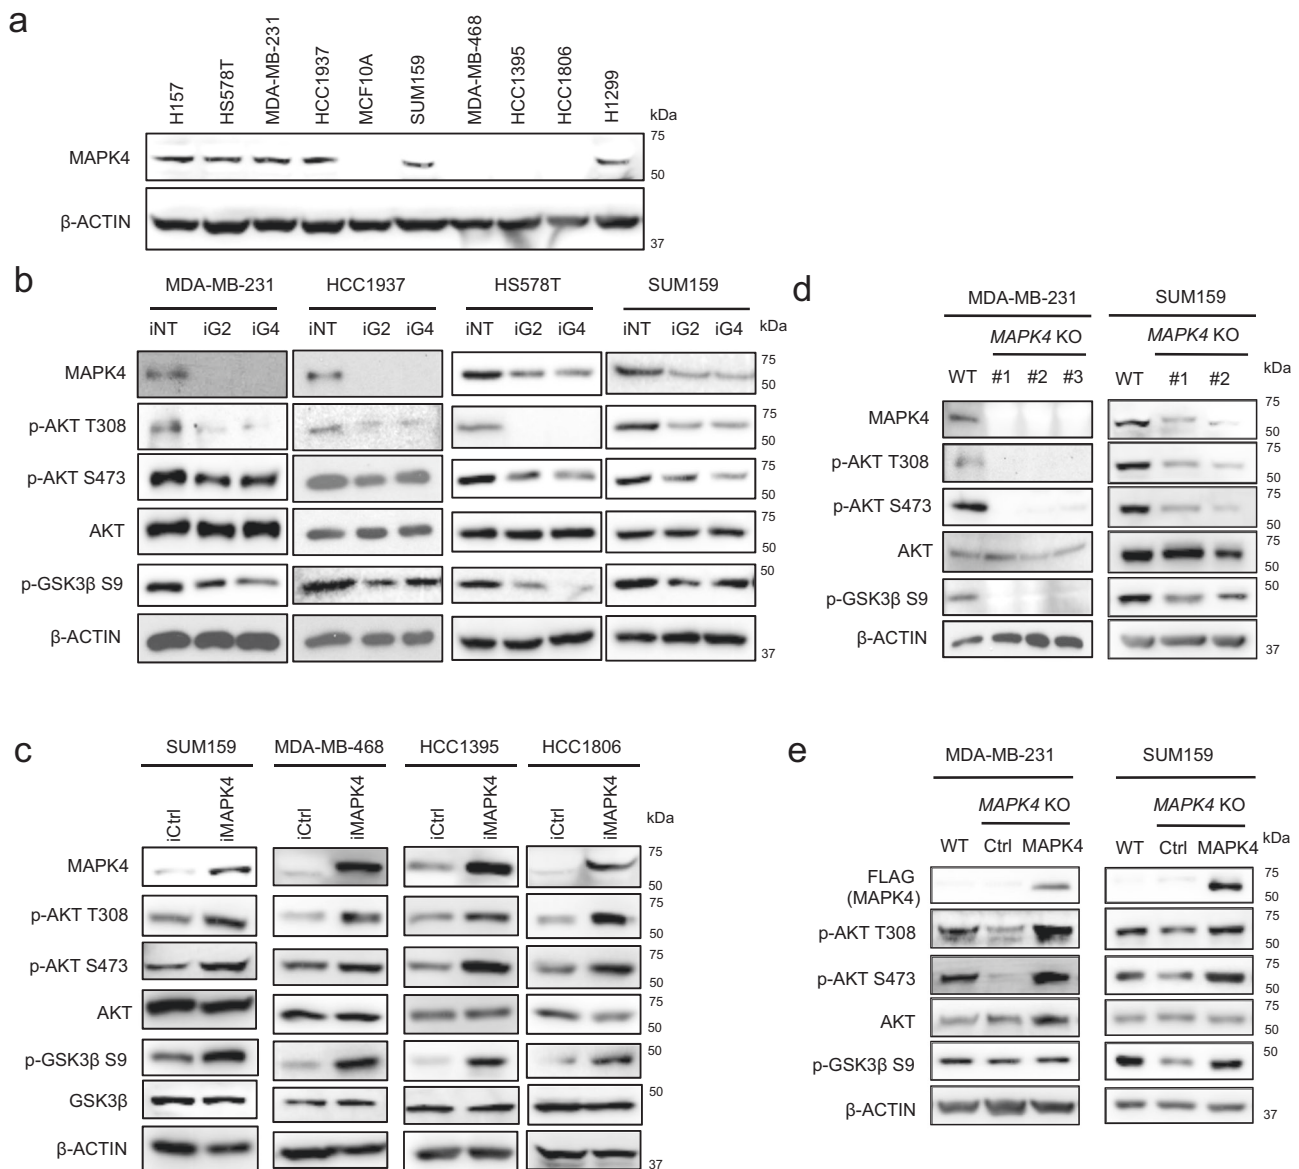 a
H157 HS578T MDA-MB-231 HCC1937 MCF10A SUM159 MDA-MB-468 HCC1395 HCC1806 H1299
kDa
MAPK4 75
50
β-ACTIN
37
b
MDA-MB-231 HCC1937 HS578T SUM159
iNT iG2 iG4 iNT iG2 iG4 iNT iG2 iG4 iNT iG2 iG4 kDa
MAPK4 75
50
p-AKT T308 75
50
p-AKT S473 75
50
AKT 75
50
p-GSK3β S9 50
β-ACTIN
37
d
MDA-MB-231 SUM159
MAPK4 KO MAPK4 KO
WT #1 #2 #3 WT #1 #2 kDa
MAPK4 75
50
p-AKT T308 75
50
p-AKT S473 75
50
AKT 75
50
p-GSK3β S9 50
β-ACTIN 37
c
SUM159 MDA-MB-468 HCC1395 HCC1806
iCtrl iMAPK4 iCtrl iMAPK4 iCtrl iMAPK4 iCtrl iMAPK4
kDa
MAPK4 75
50
p-AKT T308 75
50
p-AKT S473 75
50
AKT 75
50
p-GSK3β S9 50
GSK3β 50
β-ACTIN
37
e
MDA-MB-231 SUM159
MAPK4 KO MAPK4 KO
WT Ctrl MAPK4 WT Ctrl MAPK4 kDa
FLAG 75
(MAPK4) 50
p-AKT T308 75
50
p-AKT S473 75
50
AKT 75
50
p-GSK3β S9 50
β-ACTIN 37